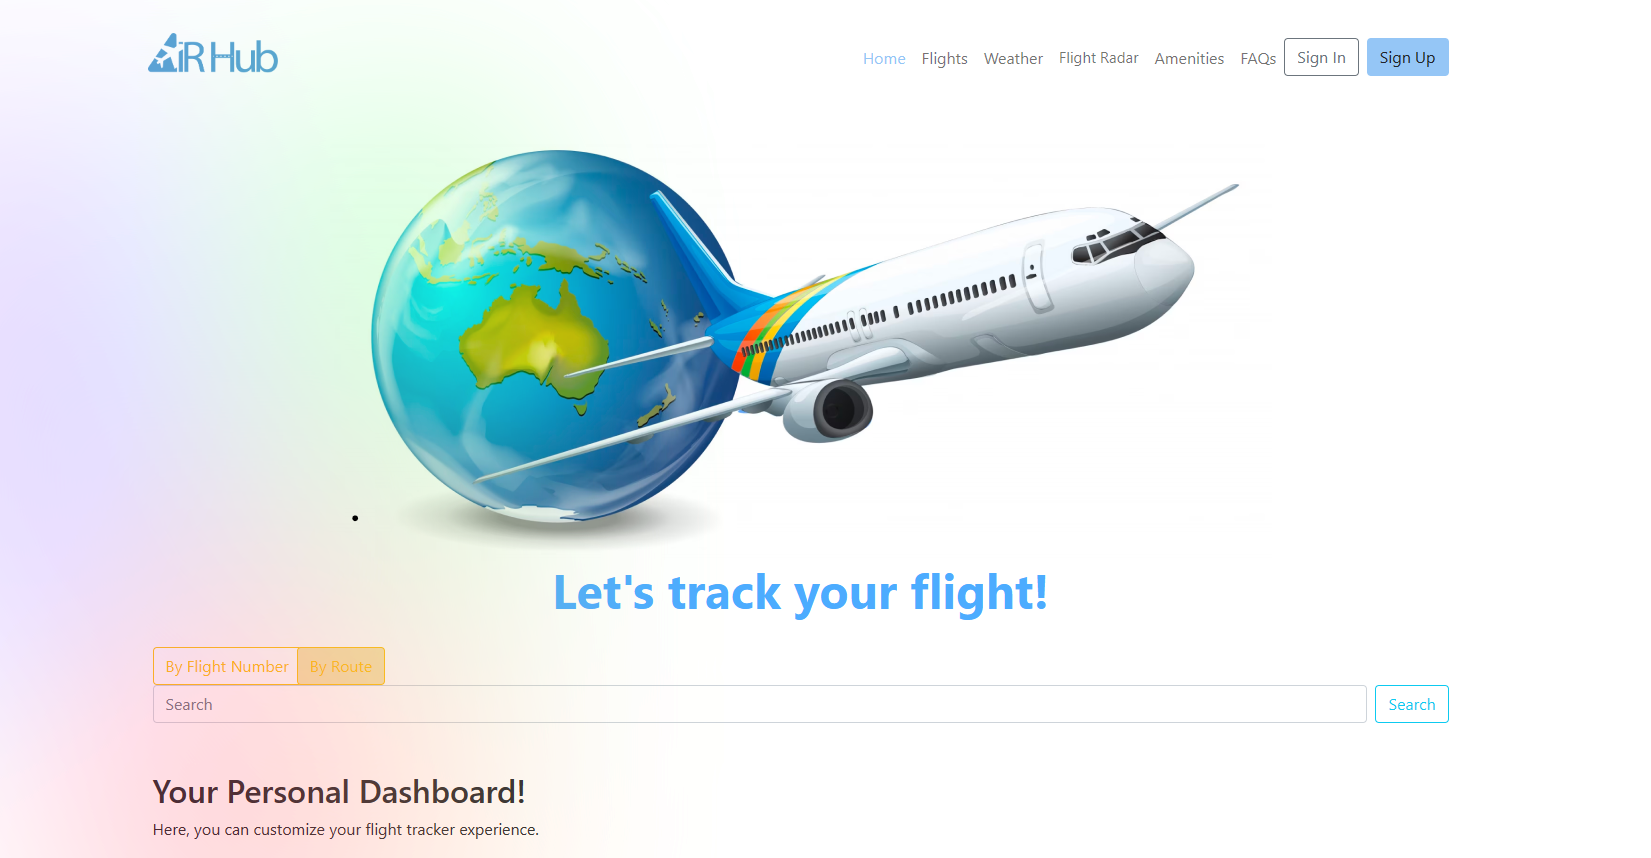 AiR Hub
Home Flights Weather Flight Radar Amenities FAQs Sign In Sign Up
Let's track your flight!
By Flight Number By Route
Search Search
Your Personal Dashboard!
Here, you can customize your flight tracker experience.